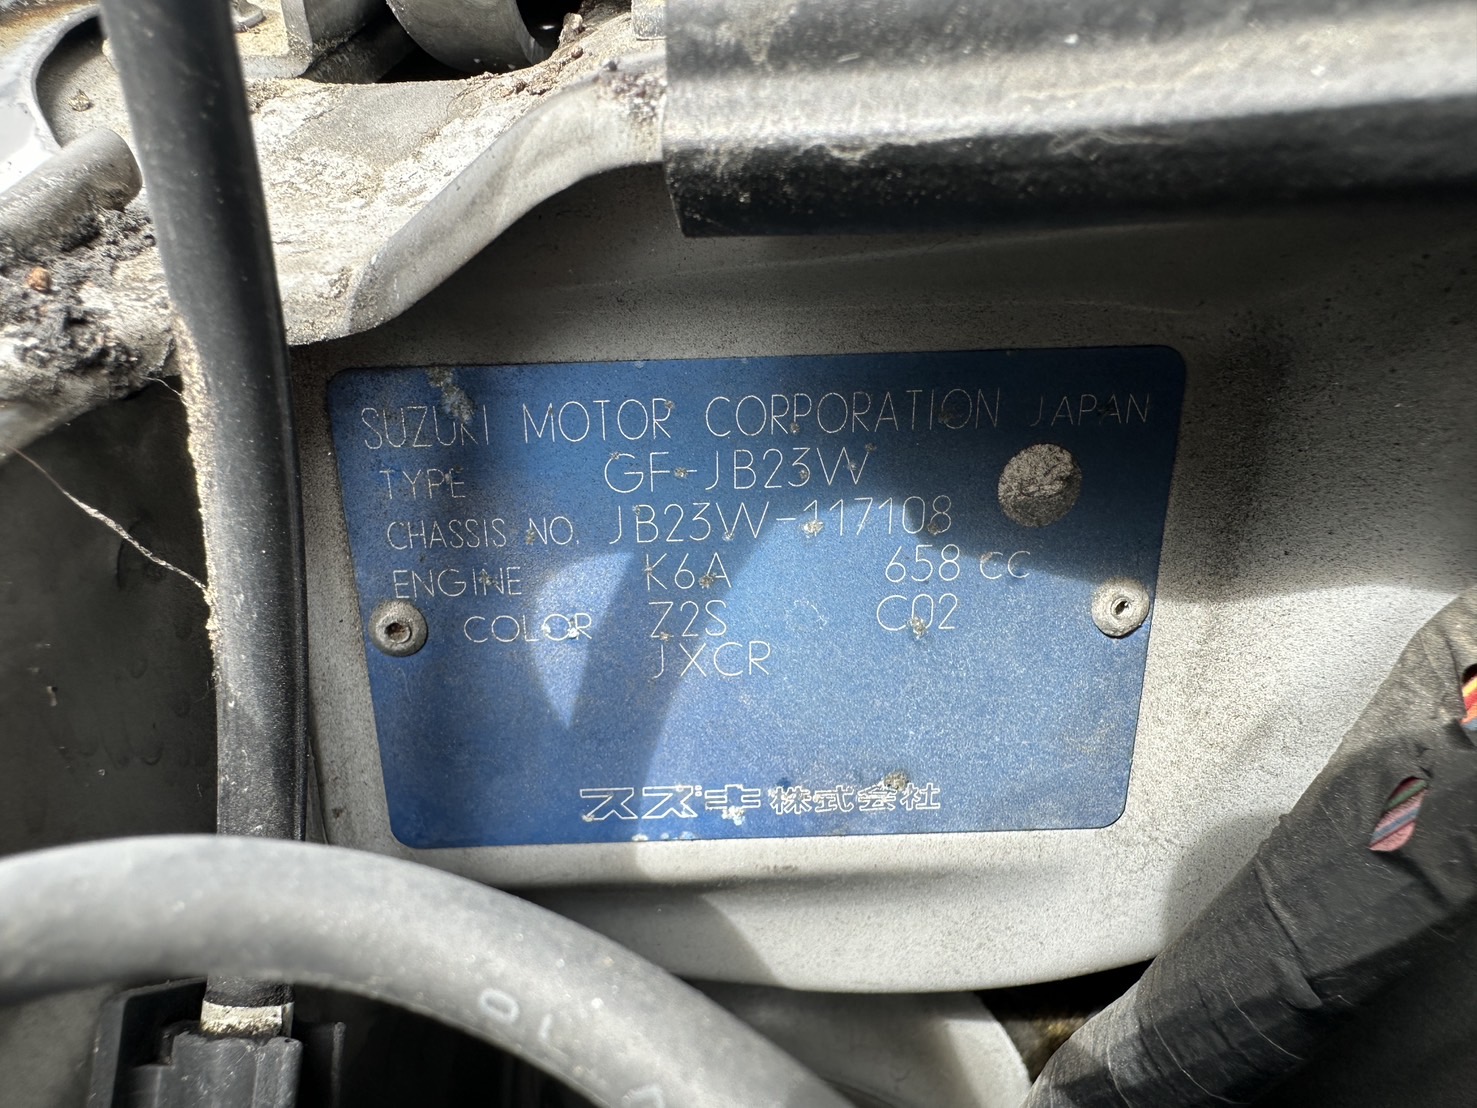 SUZUKI MOTOR CORPORATION JAPAN
TYPE GF-JB23W
CHASSIS NO. JB23W-117108
ENGINE K6A 658 CC
COLOR Z2S C02
JXCR
スズキ株式会社
10